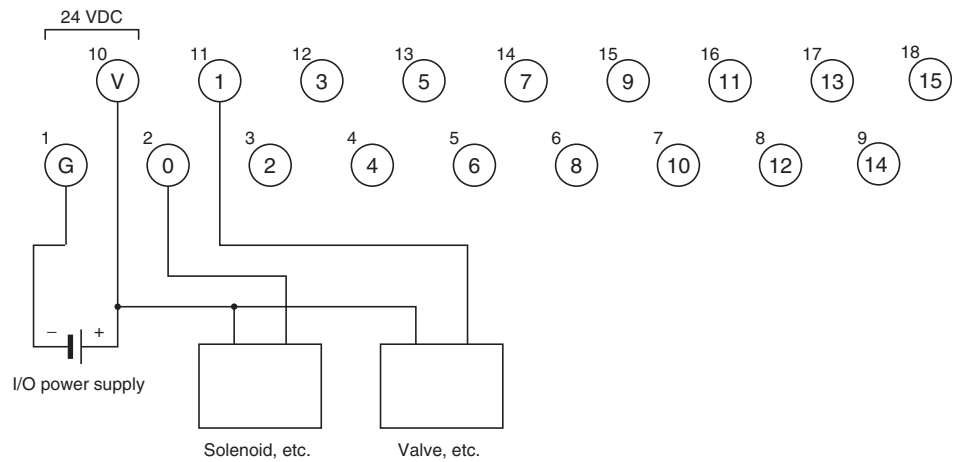 24 VDC
10 11 12 13 14 15 16 17 18
V 1 3 5 7 9 11 13 15
1 2 3 4 5 6 7 8 9
G 0 2 4 6 8 10 12 14
– +
I/O power supply
Solenoid, etc. Valve, etc.